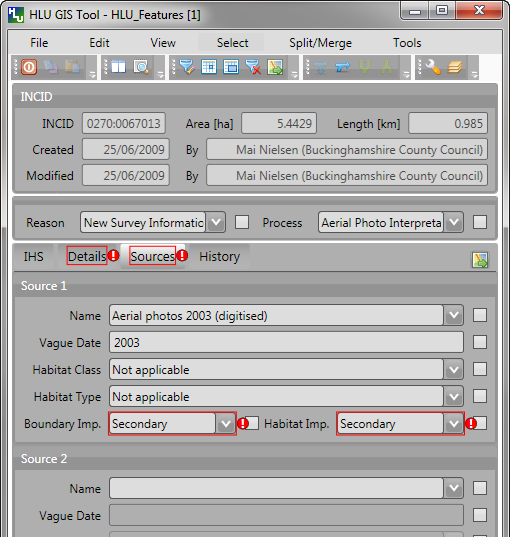 HLU GIS Tool - HLU_Features [1]
File Edit View Select Split/Merge Tools
INCID
INCID 0270:0067013 Area [ha] 5.4429 Length [km] 0.985
Created 25/06/2009 By Mai Nielsen (Buckinghamshire County Council)
Modified 25/06/2009 By Mai Nielsen (Buckinghamshire County Council)
Reason New Survey Informatic Process Aerial Photo Interpreta
IHS Details Sources History
Source 1
Name Aerial photos 2003 (digitised)
Vague Date 2003
Habitat Class Not applicable
Habitat Type Not applicable
Boundary Imp. Secondary Habitat Imp. Secondary
Source 2
Name
Vague Date